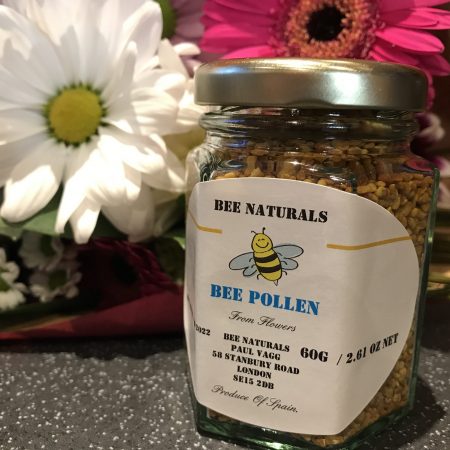 BEE NATURALS
BEE POLLEN
From Flowers
2022
BEE NATURALS
PAUL VAGG
58 STANBURY ROAD
LONDON
SE15 2DB
60G / 2.61 OZ NET
Produce Of Spain.